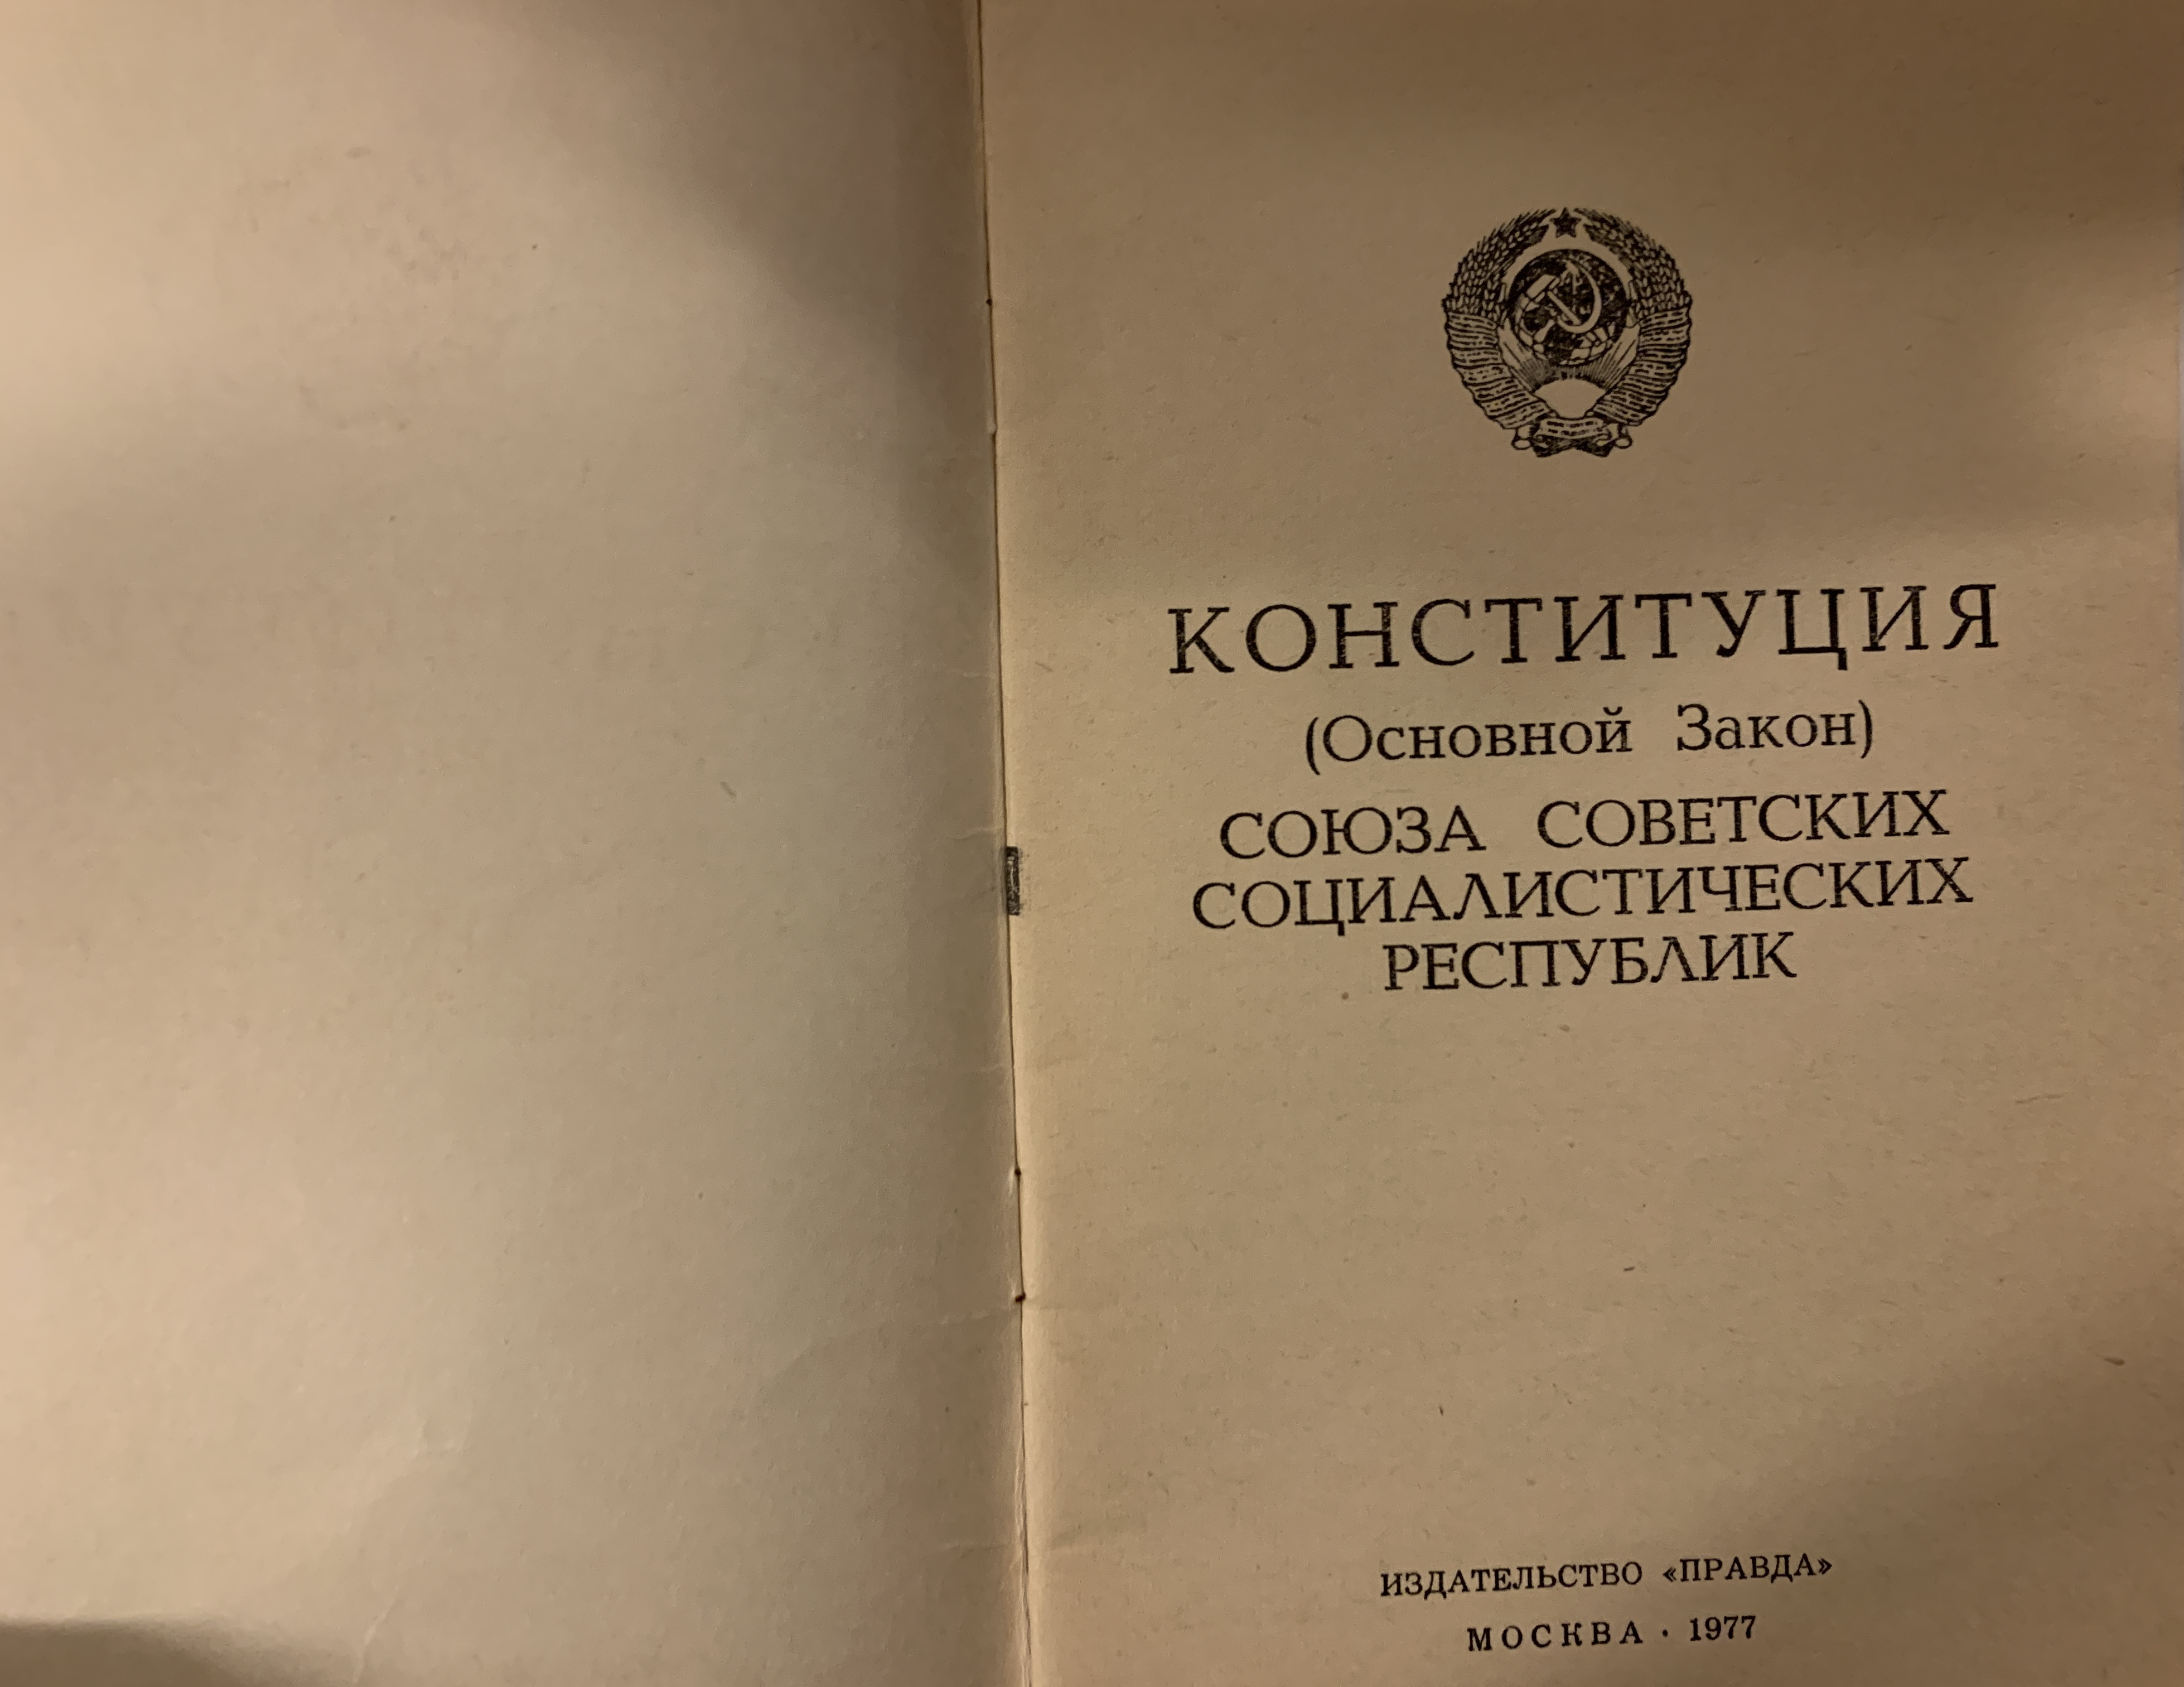 КОНСТИТУЦИЯ
(Основной Закон)
СОЮЗА СОВЕТСКИХ
СОЦИАЛИСТИЧЕСКИХ
РЕСПУБЛИК
ИЗДАТЕЛЬСТВО «ПРАВДА»
МОСКВА · 1977